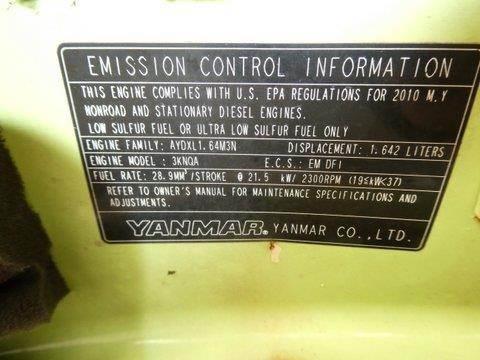 EMISSION CONTROL INFORMATION
THIS ENGINE COMPLIES WITH U.S. EPA REGULATIONS FOR 2010 M.Y
NONROAD AND STATIONARY DIESEL ENGINES.
LOW SULFUR FUEL OR ULTRA LOW SULFUR FUEL ONLY
ENGINE FAMILY: AYDXL1.64M3N DISPLACEMENT: 1.642 LITERS
ENGINE MODEL : 3KNQA E.C.S.: EM DFI
FUEL RATE: 28.9MM³/STROKE @ 21.5 kW/ 2300RPM (19≤kW<37)
REFER TO OWNER'S MANUAL FOR MAINTENANCE SPECIFICATIONS AND
ADJUSTMENTS.
YANMAR. YANMAR CO.,LTD.